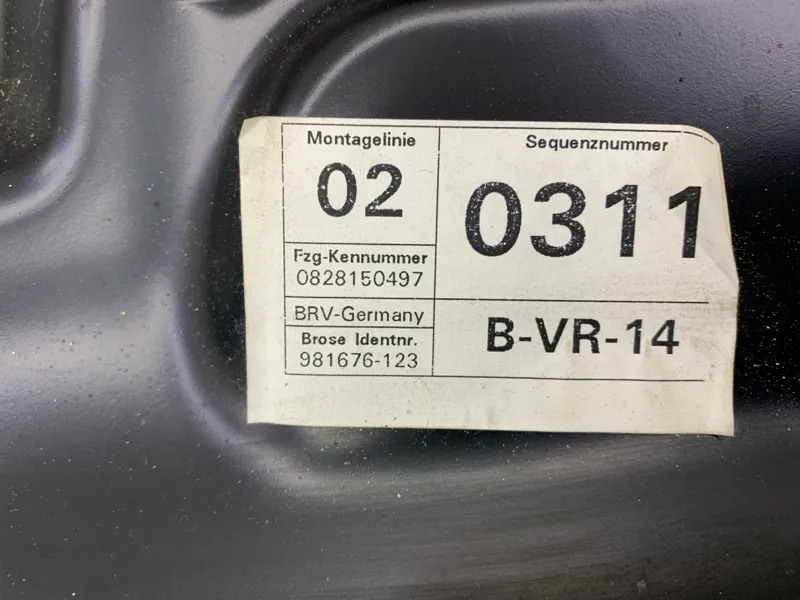 Montagelinie
02
Sequenznummer
0311
Fzg-Kennummer
0828150497
BRV-Germany
Brose Identnr.
981676-123
B-VR-14